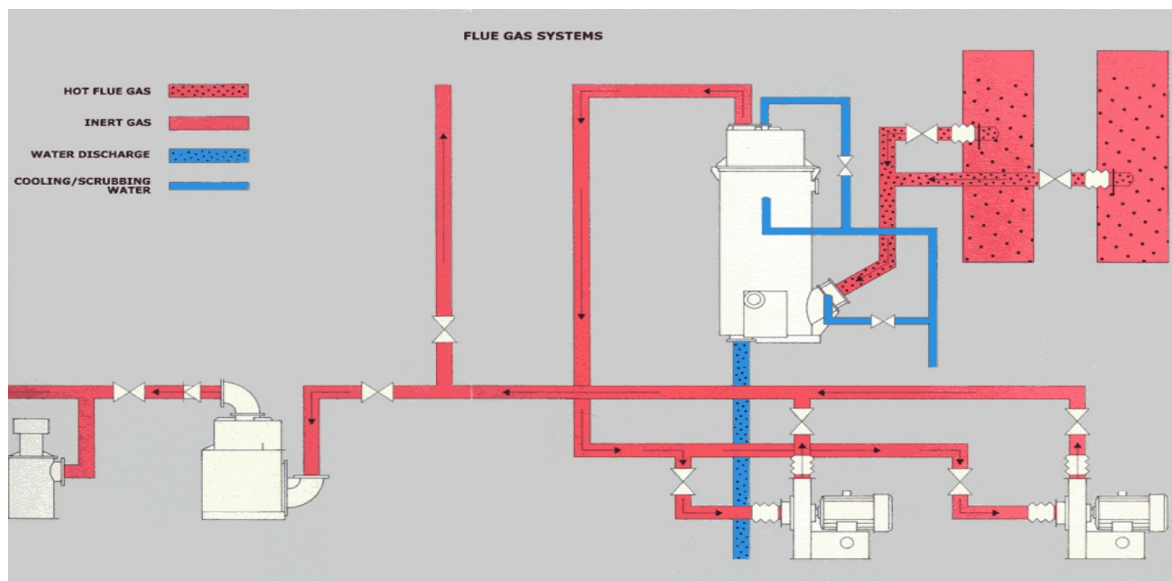 FLUE GAS SYSTEMS
HOT FLUE GAS
INERT GAS
WATER DISCHARGE
COOLING/SCRUBBING
WATER